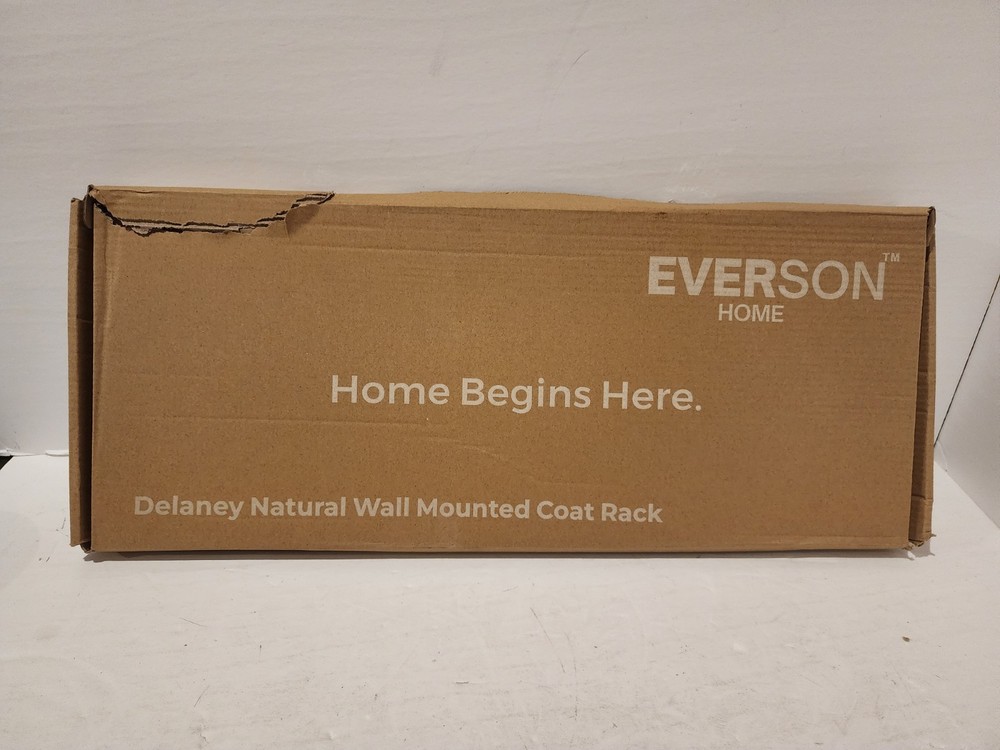 EVERSON™
HOME
Home Begins Here.
Delaney Natural Wall Mounted Coat Rack